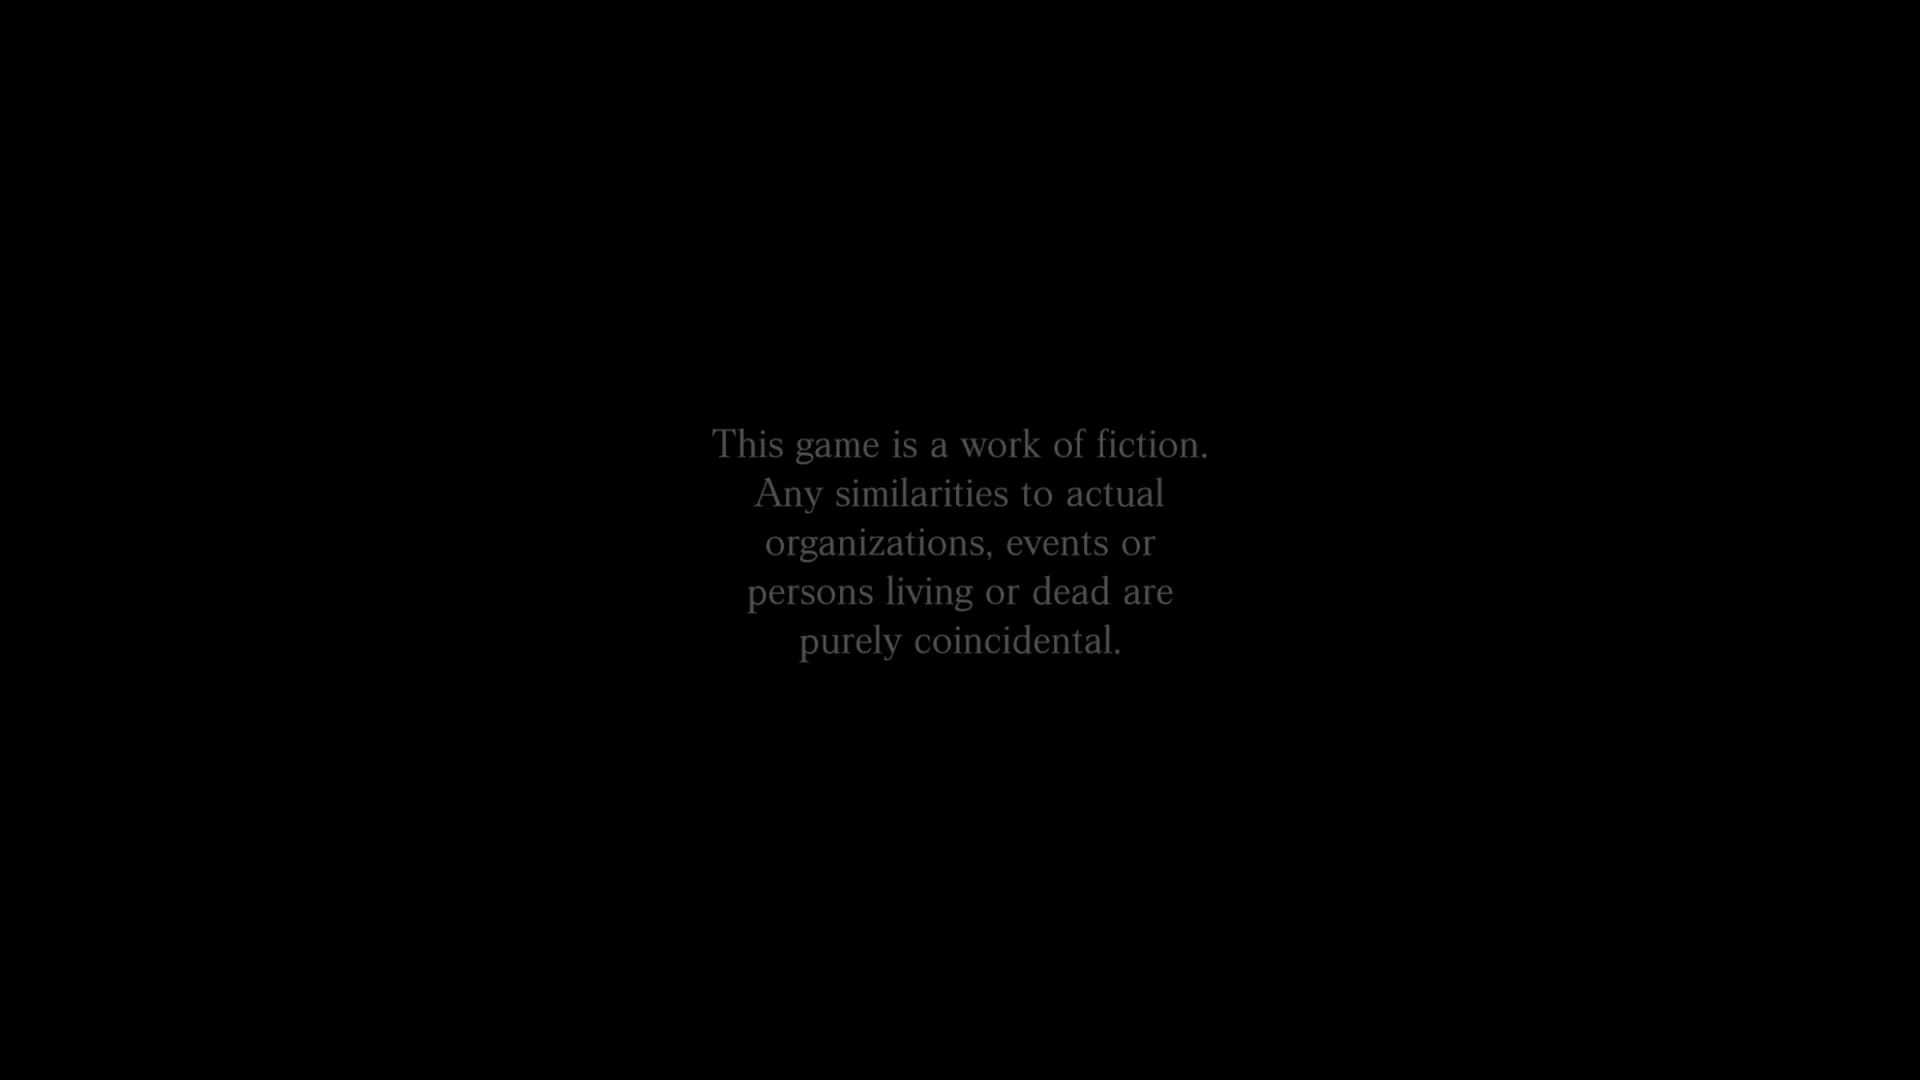 This game is a work of fiction.
Any similarities to actual
organizations, events or
persons living or dead are
purely coincidental.